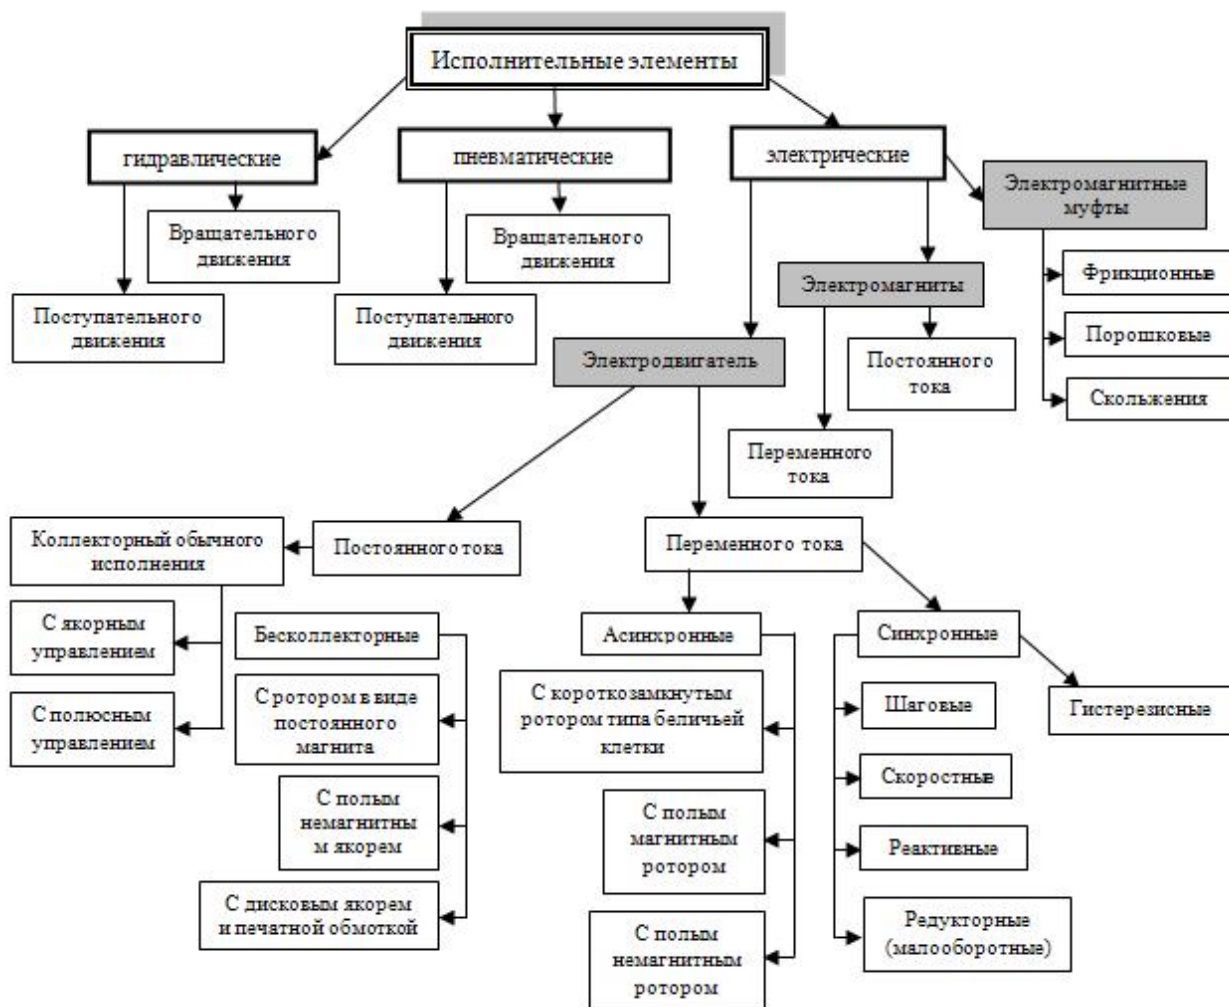 Исполнительные элементы
гидравлические
пневматические
электрические
Электромагнитные
муфты
Вращательного
движения
Вращательного
движения
Фрикционные
Поступательного
движения
Поступательного
движения
Электромагниты
Порошковые
Электродвигатель
Постоянного
тока
Скольжения
Переменного
тока
Коллекторный обычного
исполнения
Постоянного тока
Переменного тока
С якорным
управлением
Бесколлекторные
Асинхронные
Синхронные
С полюсным
управлением
С ротором в виде
постоянного
магнита
С короткозамкнутым
ротором типа беличьей
клетки
Шаговые
Гистерезисные
Скоростные
С полым
немагнитны
м якорем
С полым
магнитным
ротором
Реактивные
С дисковым якорем
и печатной обмоткой
С полым
немагнитным
ротором
Редукторные
(малооборотные)